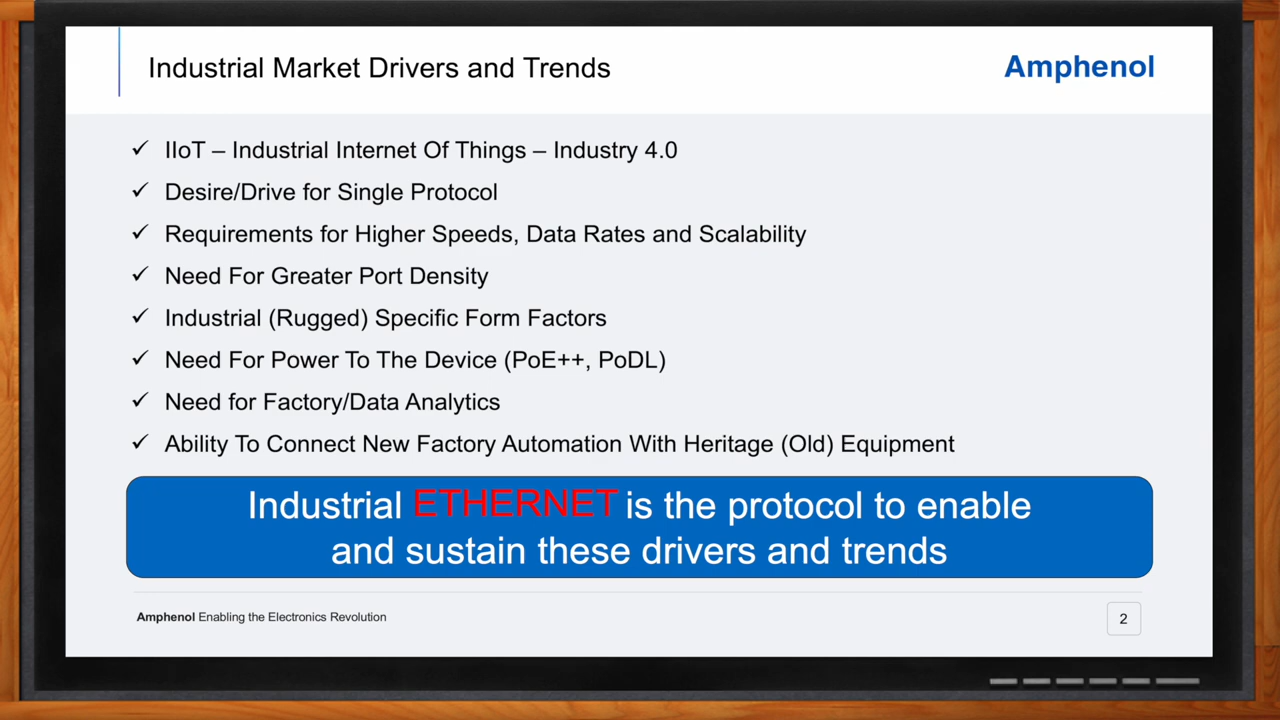 Industrial Market Drivers and Trends
Amphenol
✓ IIoT – Industrial Internet Of Things – Industry 4.0
✓ Desire/Drive for Single Protocol
✓ Requirements for Higher Speeds, Data Rates and Scalability
✓ Need For Greater Port Density
✓ Industrial (Rugged) Specific Form Factors
✓ Need For Power To The Device (PoE++, PoDL)
✓ Need for Factory/Data Analytics
✓ Ability To Connect New Factory Automation With Heritage (Old) Equipment
Industrial ETHERNET is the protocol to enable
and sustain these drivers and trends
Amphenol Enabling the Electronics Revolution
2